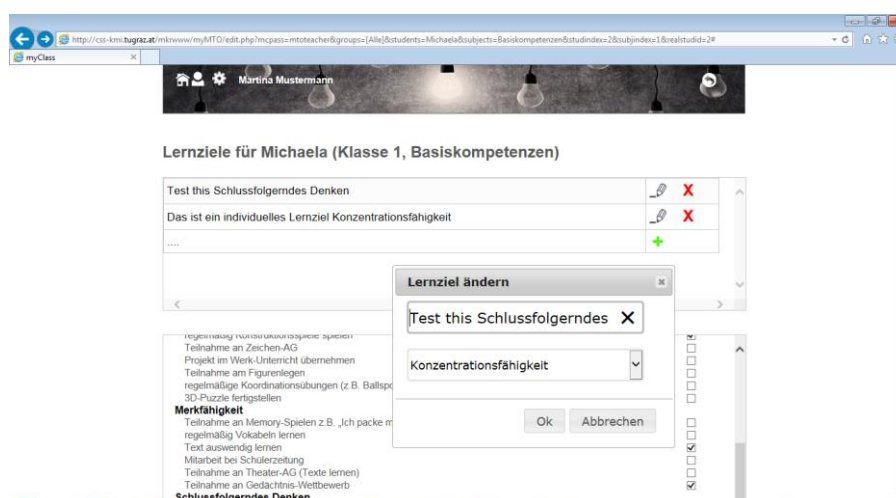 http://css-kmi.tugraz.at/mkrwww/myMTO/edit.php?mcpass=mtoteacher&groups=[Alle]&students=Michaela&subjects=Basiskompetenzen&studindex=2&subjindex=1&realstudid=2#
myClass
Martina Mustermann
Lernziele für Michaela (Klasse 1, Basiskompetenzen)
Test this Schlussfolgerndes Denken
Das ist ein individuelles Lernziel Konzentrationsfähigkeit
....
Lernziel ändern
Test this Schlussfolgerndes
Konzentrationsfähigkeit
Ok Abbrechen
regelmäßig Konstruktionsspiele spielen
Teilnahme an Zeichen-AG
Projekt im Werk-Unterricht übernehmen
Teilnahme am Figurenlegen
regelmäßige Koordinationsübungen (z.B. Ballspo
3D-Puzzle fertigstellen
Merkfähigkeit
Teilnahme an Memory-Spielen z.B. „Ich packe m
regelmäßig Vokabeln lernen
Text auswendig lernen
Mitarbeit bei Schülerzeitung
Teilnahme an Theater-AG (Texte lernen)
Teilnahme an Gedächtnis-Wettbewerb
Schlussfolgerndes Denken